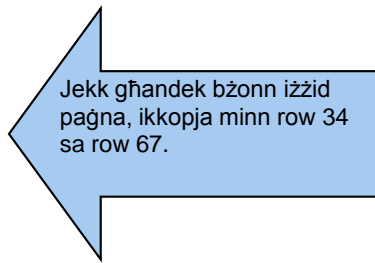 Jekk għandek bżonn iżżid
paġna, ikkopja minn row 34
sa row 67.